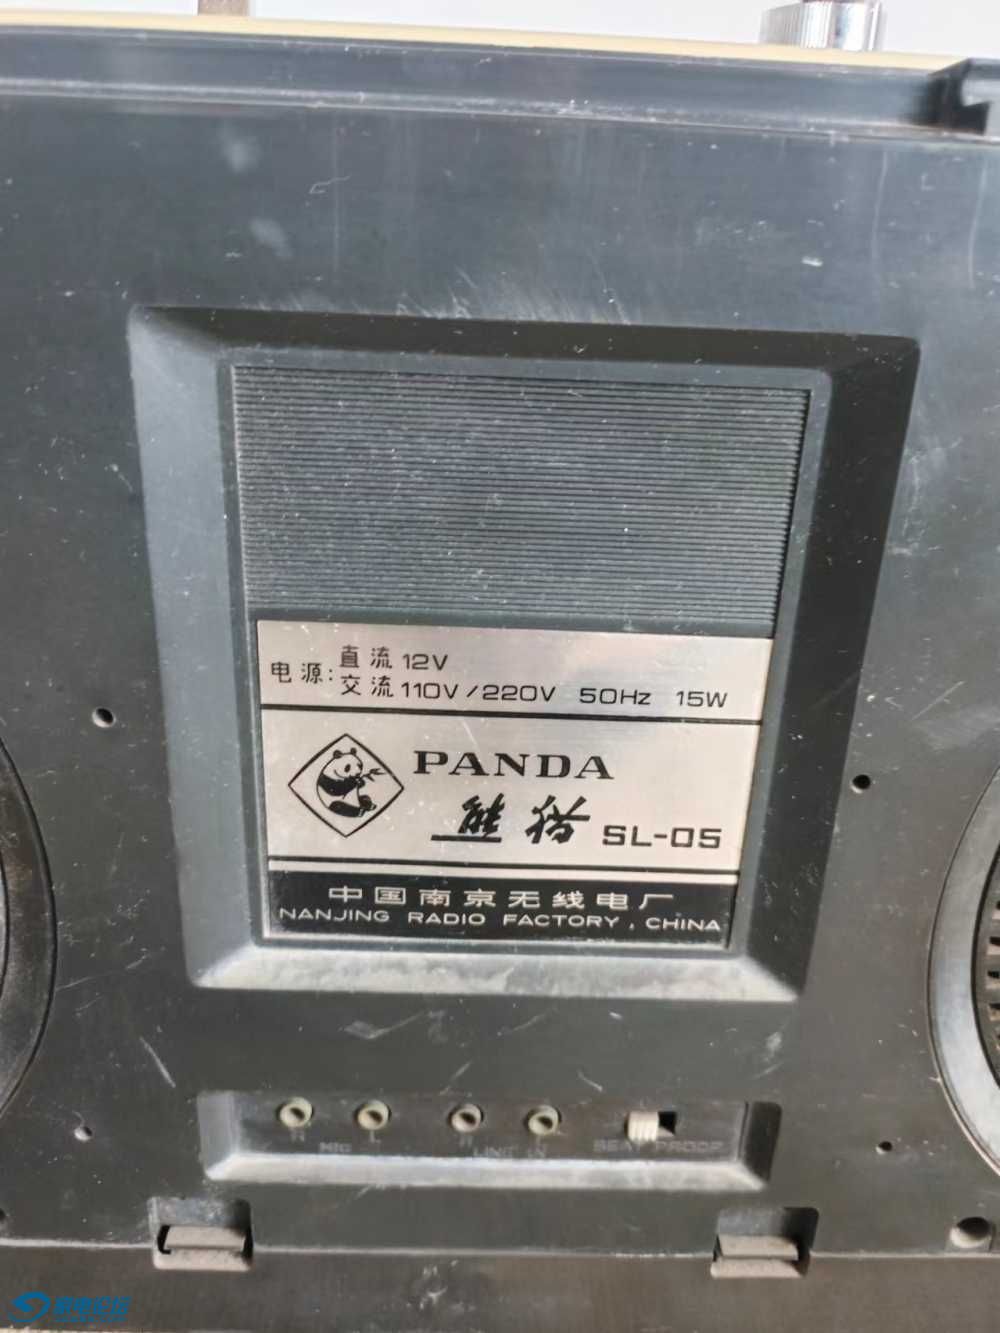 电源:
直流 12V
交流 110V/220V 50Hz 15W
PANDA
熊猫 SL-05
中国南京无线电厂
NANJING RADIO FACTORY, CHINA
R L R L
MIC LINE IN BEAT PROOF